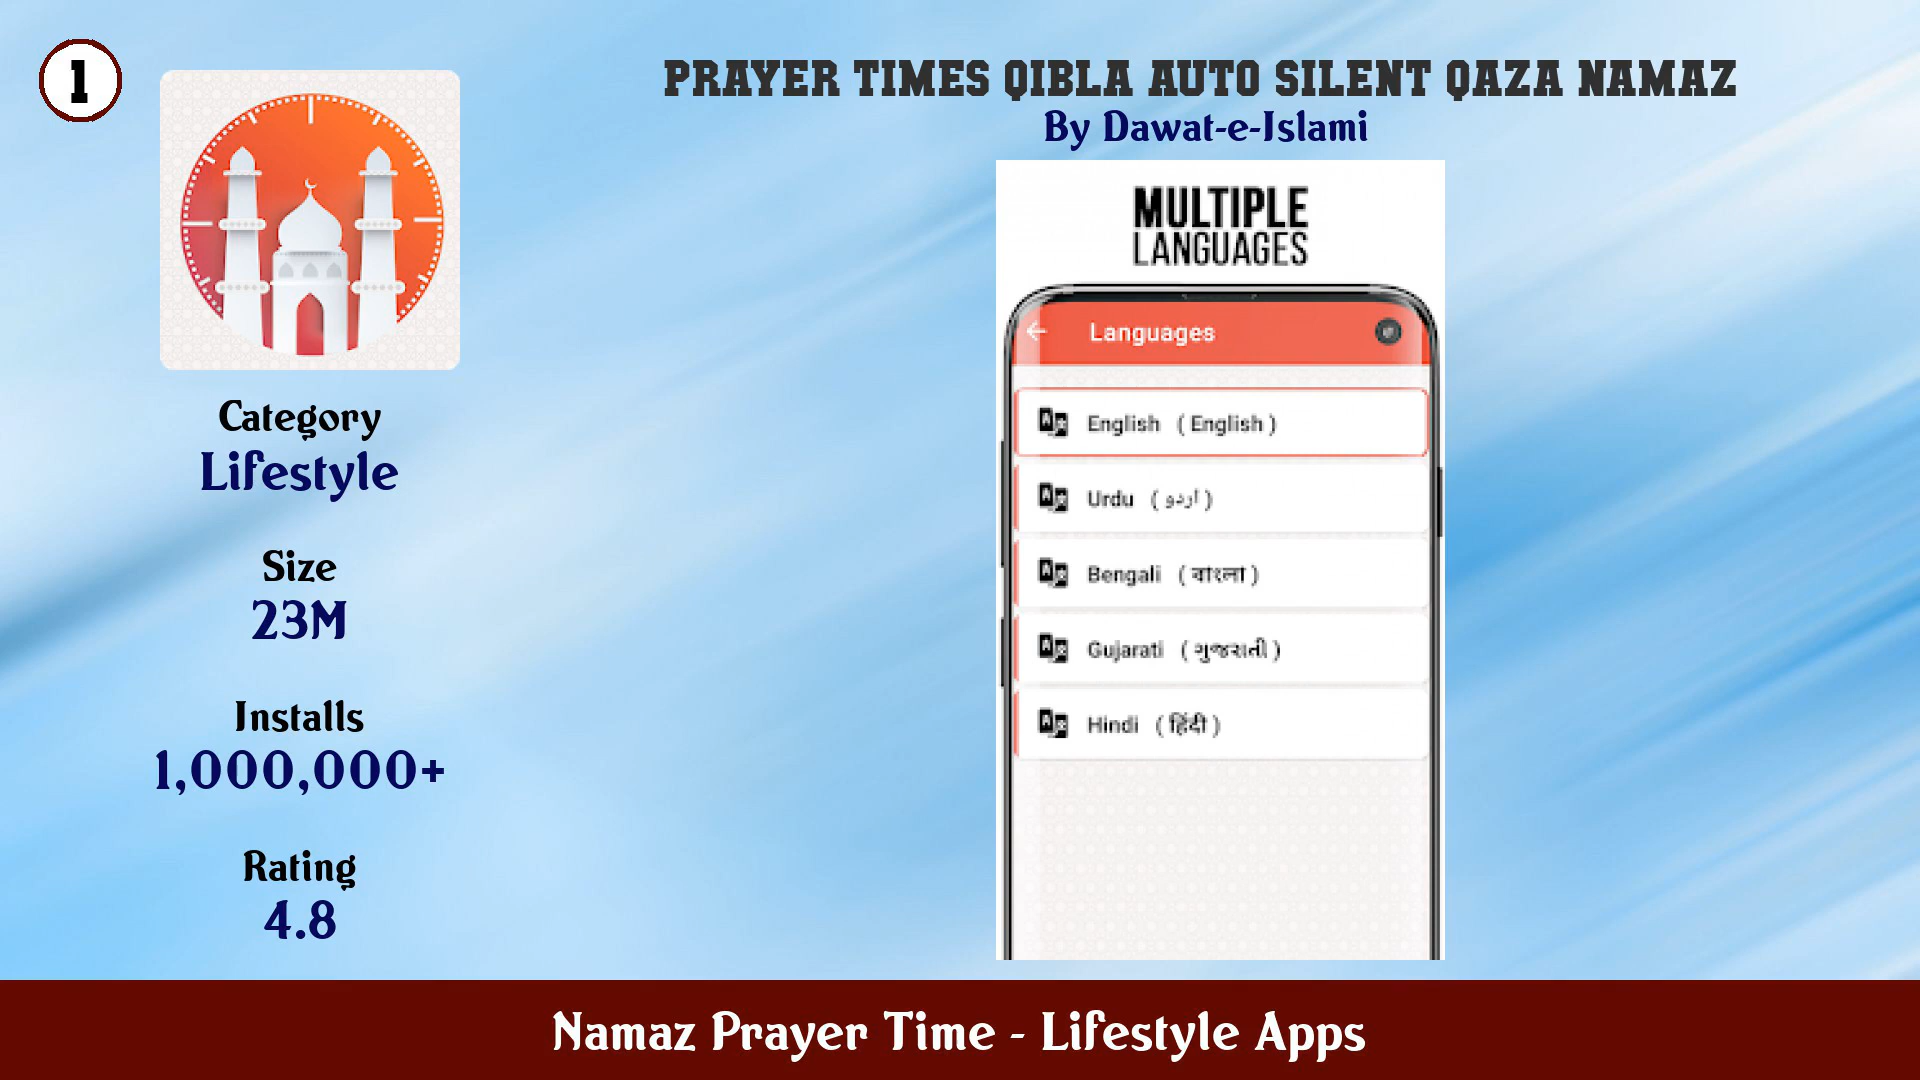 1
PRAYER TIMES QIBLA AUTO SILENT QAZA NAMAZ
By Dawat-e-Islami
Category
Lifestyle
Size
23M
Installs
1,000,000+
Rating
4.8
MULTIPLE
LANGUAGES
Languages
English ( English )
Urdu ( اردو )
Bengali ( বাংলা )
Gujarati ( ગુજરાતી )
Hindi ( हिंदी )
Namaz Prayer Time - Lifestyle Apps